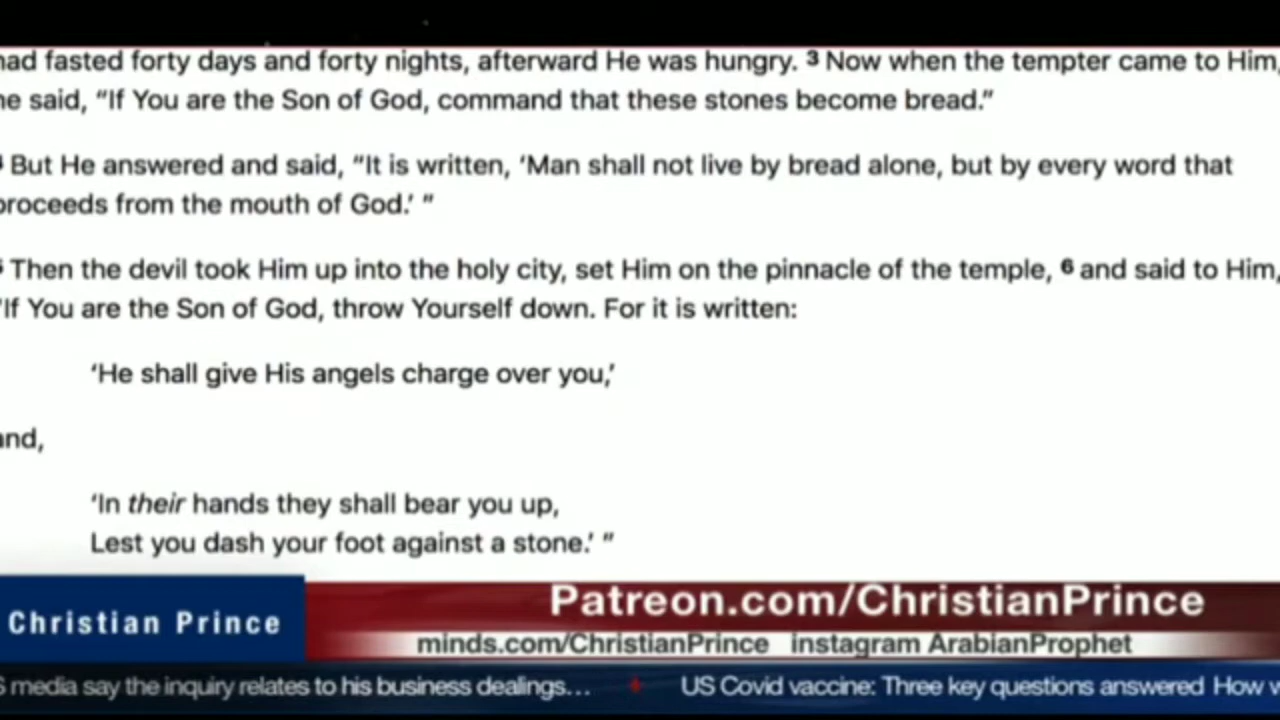 had fasted forty days and forty nights, afterward He was hungry. 3 Now when the tempter came to Him,
he said, “If You are the Son of God, command that these stones become bread.”
But He answered and said, “It is written, ‘Man shall not live by bread alone, but by every word that
proceeds from the mouth of God.’ ”
Then the devil took Him up into the holy city, set Him on the pinnacle of the temple, 6 and said to Him,
“If You are the Son of God, throw Yourself down. For it is written:
‘He shall give His angels charge over you,’
and,
‘In their hands they shall bear you up,
Lest you dash your foot against a stone.’ ”
Patreon.com/ChristianPrince
Christian Prince
minds.com/ChristianPrince instagram ArabianProphet
S media say the inquiry relates to his business dealings... US Covid vaccine: Three key questions answered How